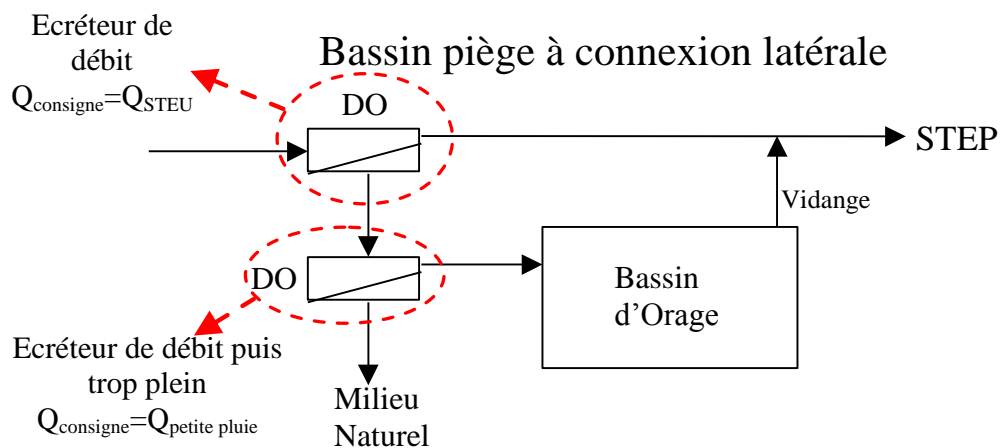 Ecréteur de
débit
Qconsigne=QSTEU
Bassin piège à connexion latérale
DO
STEP
Vidange
DO
Bassin
d'Orage
Ecréteur de débit puis
trop plein
Qconsigne=Qpetite pluie
Milieu
Naturel